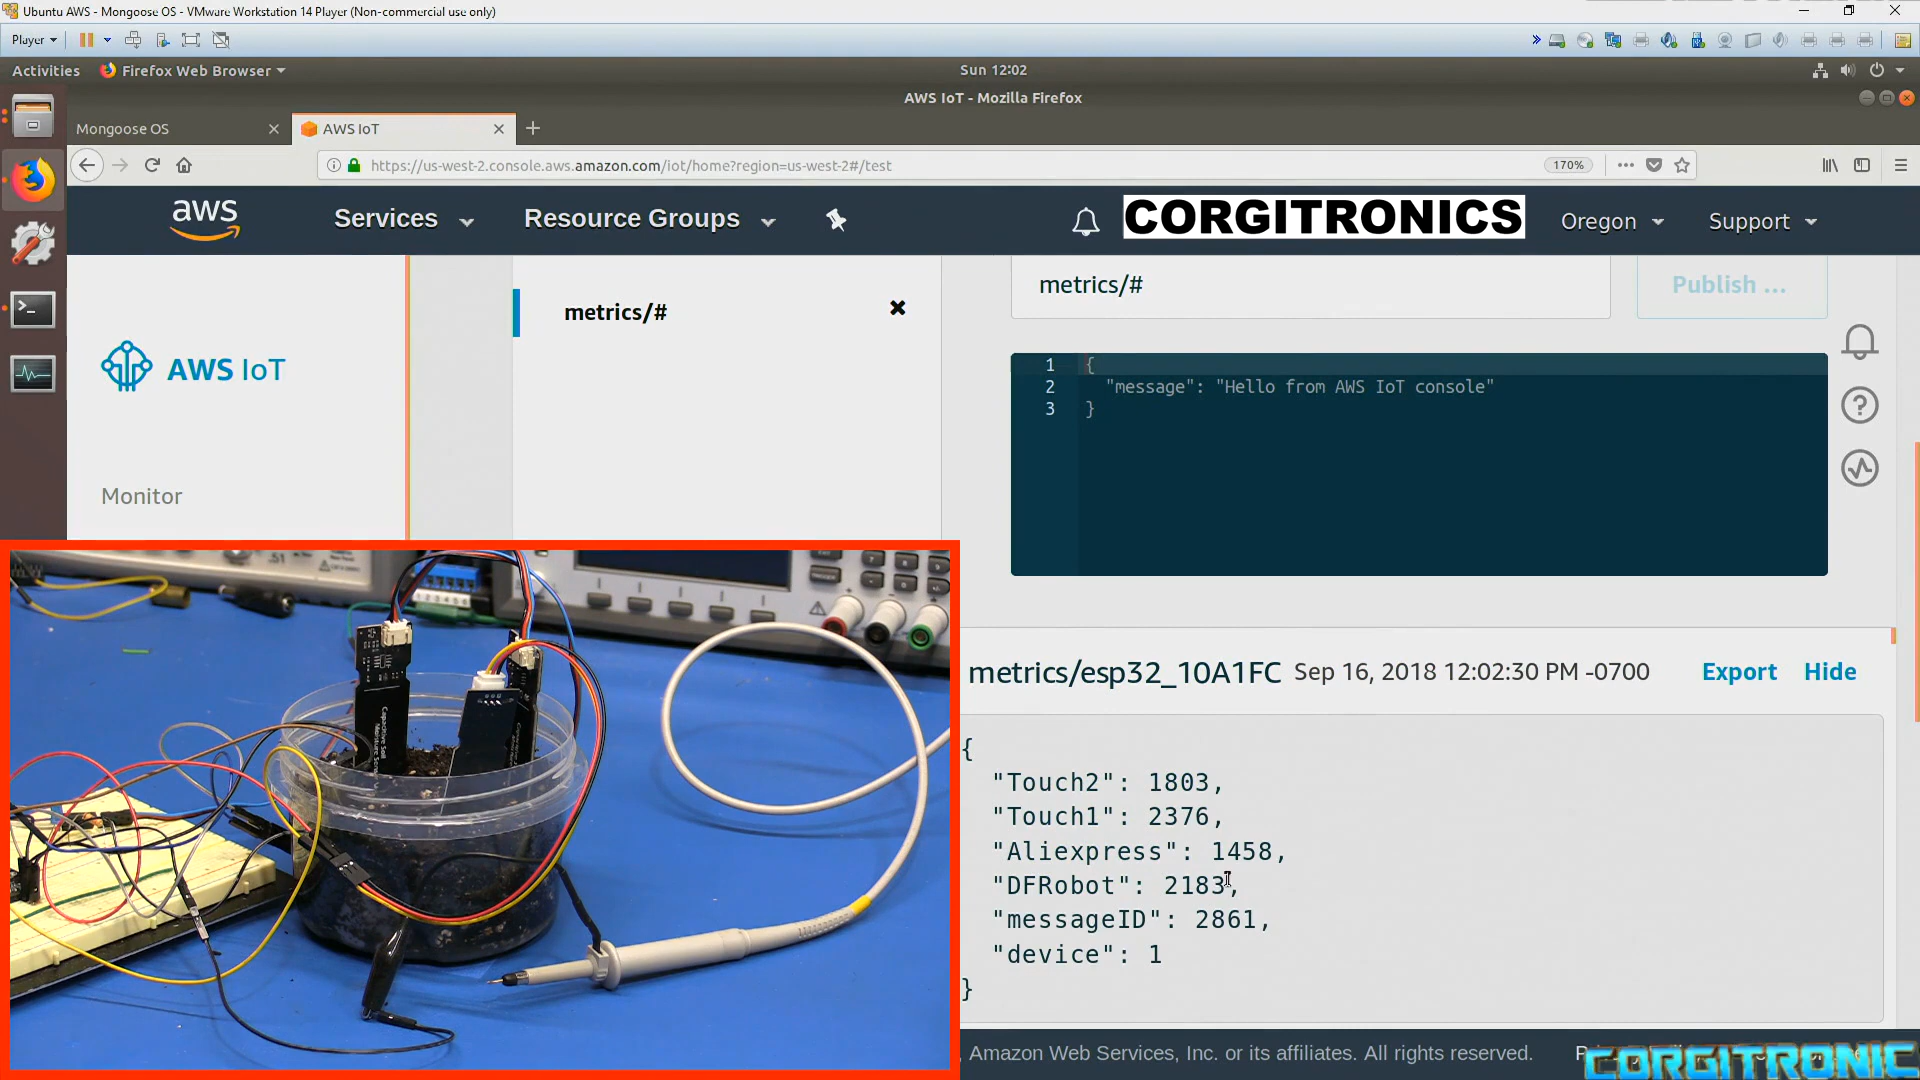 Ubuntu AWS - Mongoose OS - VMware Workstation 14 Player (Non-commercial use only)
Player
Activities
Firefox Web Browser
Sun 12:02
AWS IoT - Mozilla Firefox
Mongoose OS
AWS IoT
https://us-west-2.console.aws.amazon.com/iot/home?region=us-west-2#/test
170%
aws
Services
Resource Groups
CORGITRONICS
Oregon
Support
AWS IoT
Monitor
metrics/#
metrics/#
Publish ...
1 {
2 "message": "Hello from AWS IoT console"
3 }
metrics/esp32_10A1FC
Sep 16, 2018 12:02:30 PM -0700
Export
Hide
{
"Touch2": 1803,
"Touch1": 2376,
"Aliexpress": 1458,
"DFRobot": 2183,
"messageID": 2861,
"device": 1
}
Capacitive Soil
Moisture
, Amazon Web Services, Inc. or its affiliates. All rights reserved.
CORGITRONIC